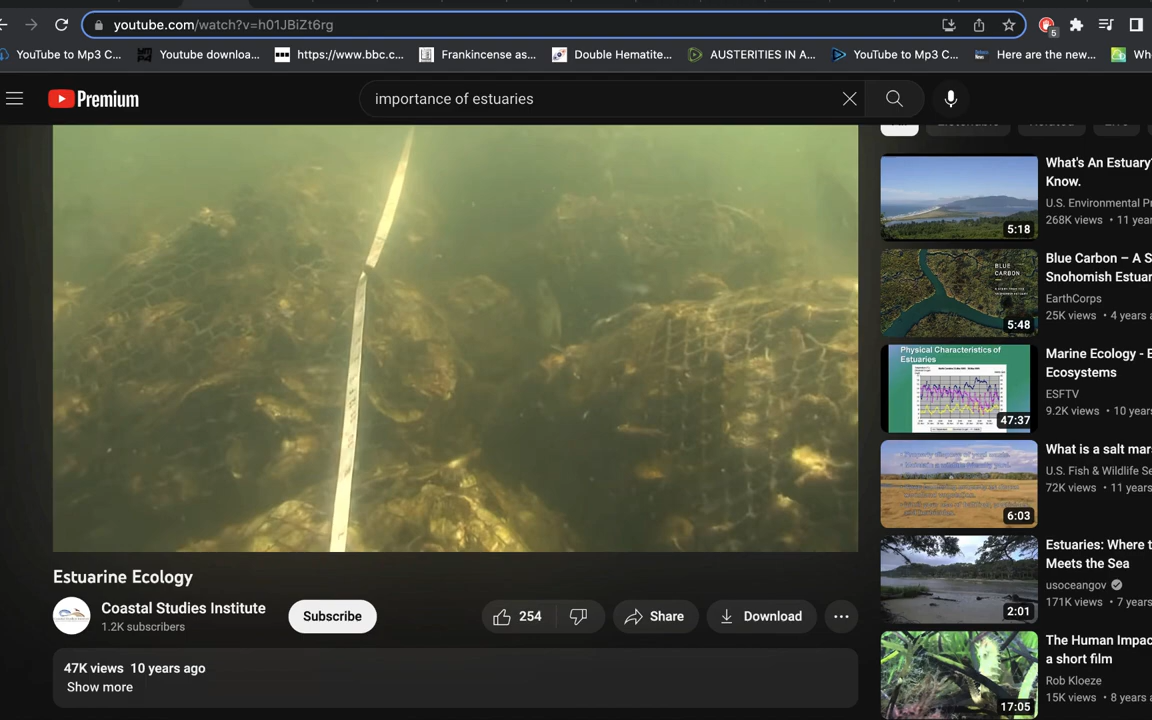 youtube.com/watch?v=h01JBiZt6rg
5
YouTube to Mp3 C...
Youtube downloa...
https://www.bbc.c...
Frankincense as...
Double Hematite...
AUSTERITIES IN A...
YouTube to Mp3 C...
Here are the new...
Premium
importance of estuaries
What's An Estuary?
Know.
U.S. Environmental Pr
268K views • 11 year
5:18
BLUE
CARBON
Blue Carbon – A S
Snohomish Estuar
EarthCorps
25K views • 4 years a
5:48
Physical Characteristics of
Estuaries
Marine Ecology - E
Ecosystems
ESFTV
9.2K views • 10 years
47:37
What is a salt mars
U.S. Fish & Wildlife Se
72K views • 11 years
6:03
Estuaries: Where t
Meets the Sea
usoceangov
171K views • 7 years
2:01
The Human Impac
a short film
Rob Kloeze
15K views • 8 years a
17:05
Estuarine Ecology
Coastal Studies Institute
1.2K subscribers
Subscribe
254
Share
Download
47K views 10 years ago
Show more